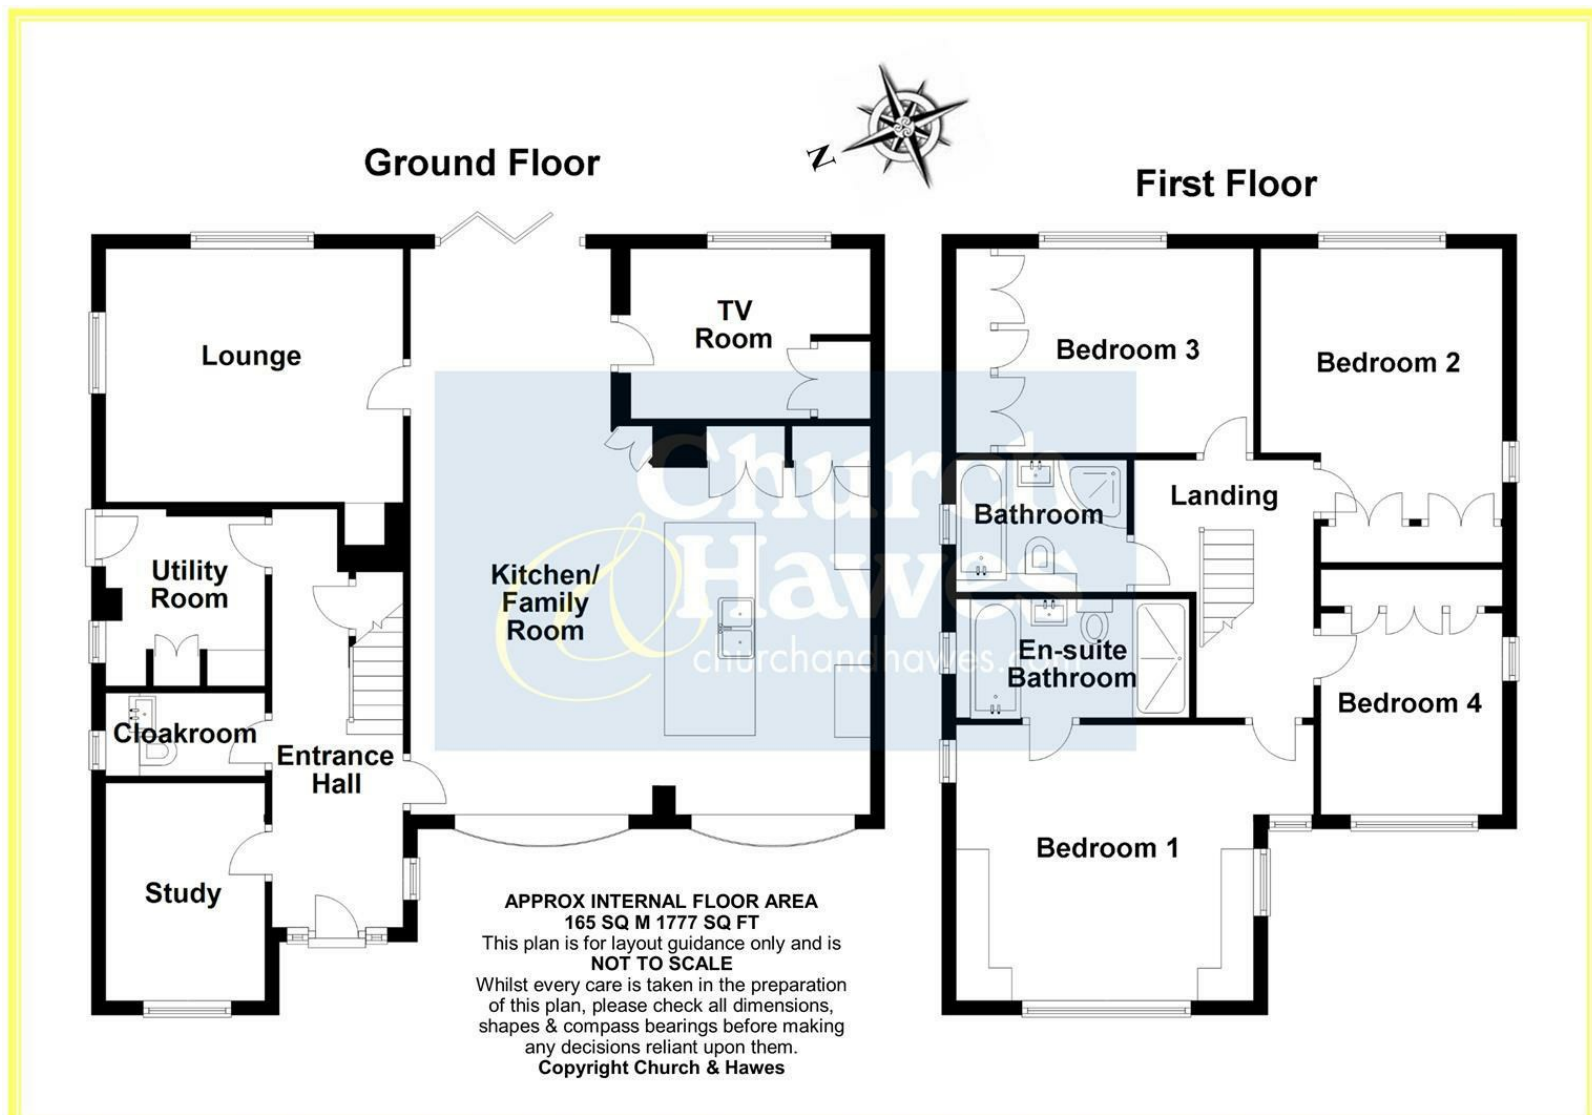 Ground Floor
N
First Floor
Lounge
TV
Room
Bedroom 3
Bedroom 2
Utility
Room
Kitchen/
Family
Room
Cloakroom
Entrance
Hall
Study
Bathroom
Landing
En-suite
Bathroom
Bedroom 4
Bedroom 1
Church
& Hawes
churchandhawes.com
APPROX INTERNAL FLOOR AREA
165 SQ M 1777 SQ FT
This plan is for layout guidance only and is
NOT TO SCALE
Whilst every care is taken in the preparation
of this plan, please check all dimensions,
shapes & compass bearings before making
any decisions reliant upon them.
Copyright Church & Hawes